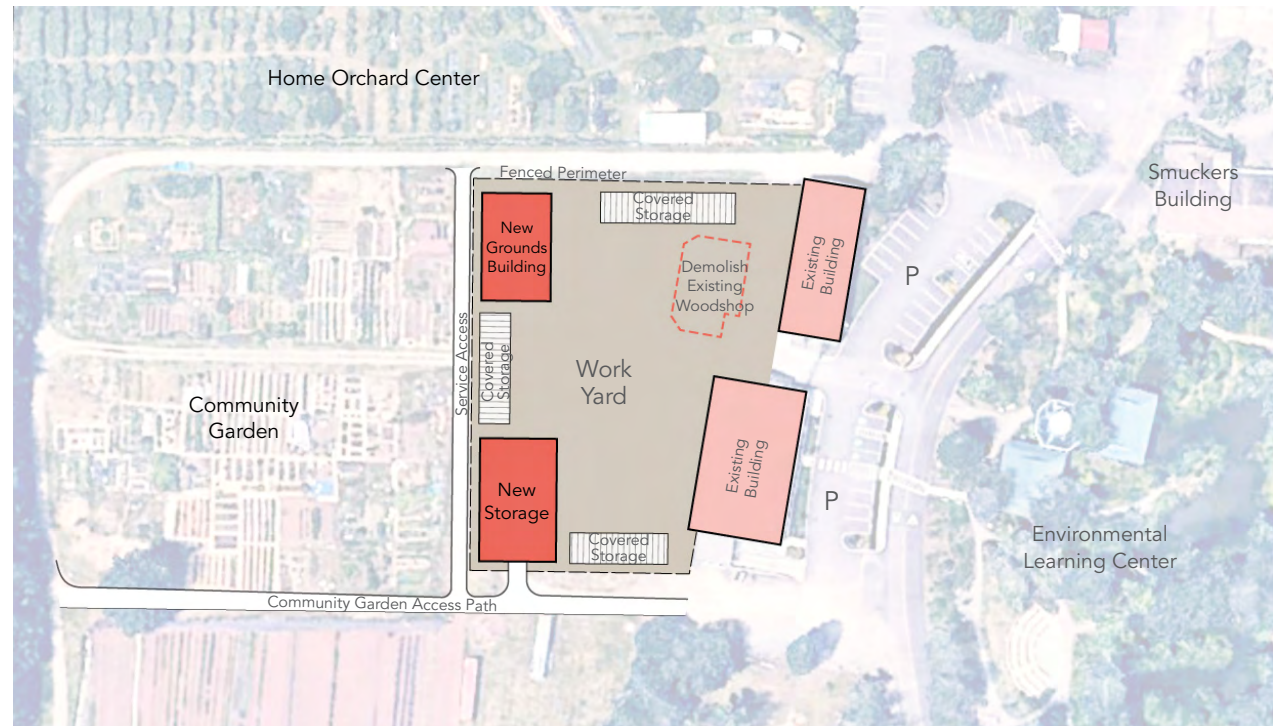 Home Orchard Center
Fenced Perimeter
Smuckers
Building
Covered
Storage
New
Grounds
Building
Demolish
Existing
Woodshop
Existing
Building
P
Service Access
Covered
Storage
Work
Yard
Community
Garden
Existing
Building
New
Storage
P
Covered
Storage
Environmental
Learning Center
Community Garden Access Path